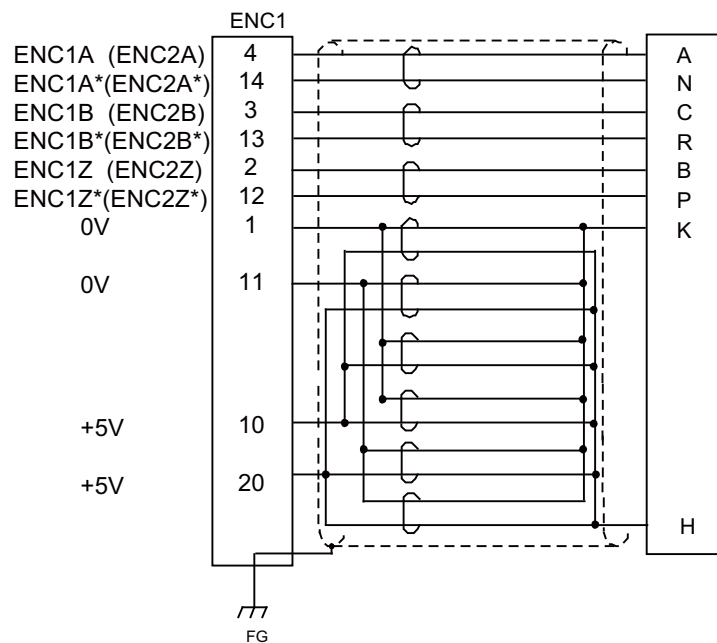 ENC1
ENC1A (ENC2A) 4 A
ENC1A*(ENC2A*) 14 N
ENC1B (ENC2B) 3 C
ENC1B*(ENC2B*) 13 R
ENC1Z (ENC2Z) 2 B
ENC1Z*(ENC2Z*) 12 P
0V 1 K
0V 11
+5V 10
+5V 20
H
FG